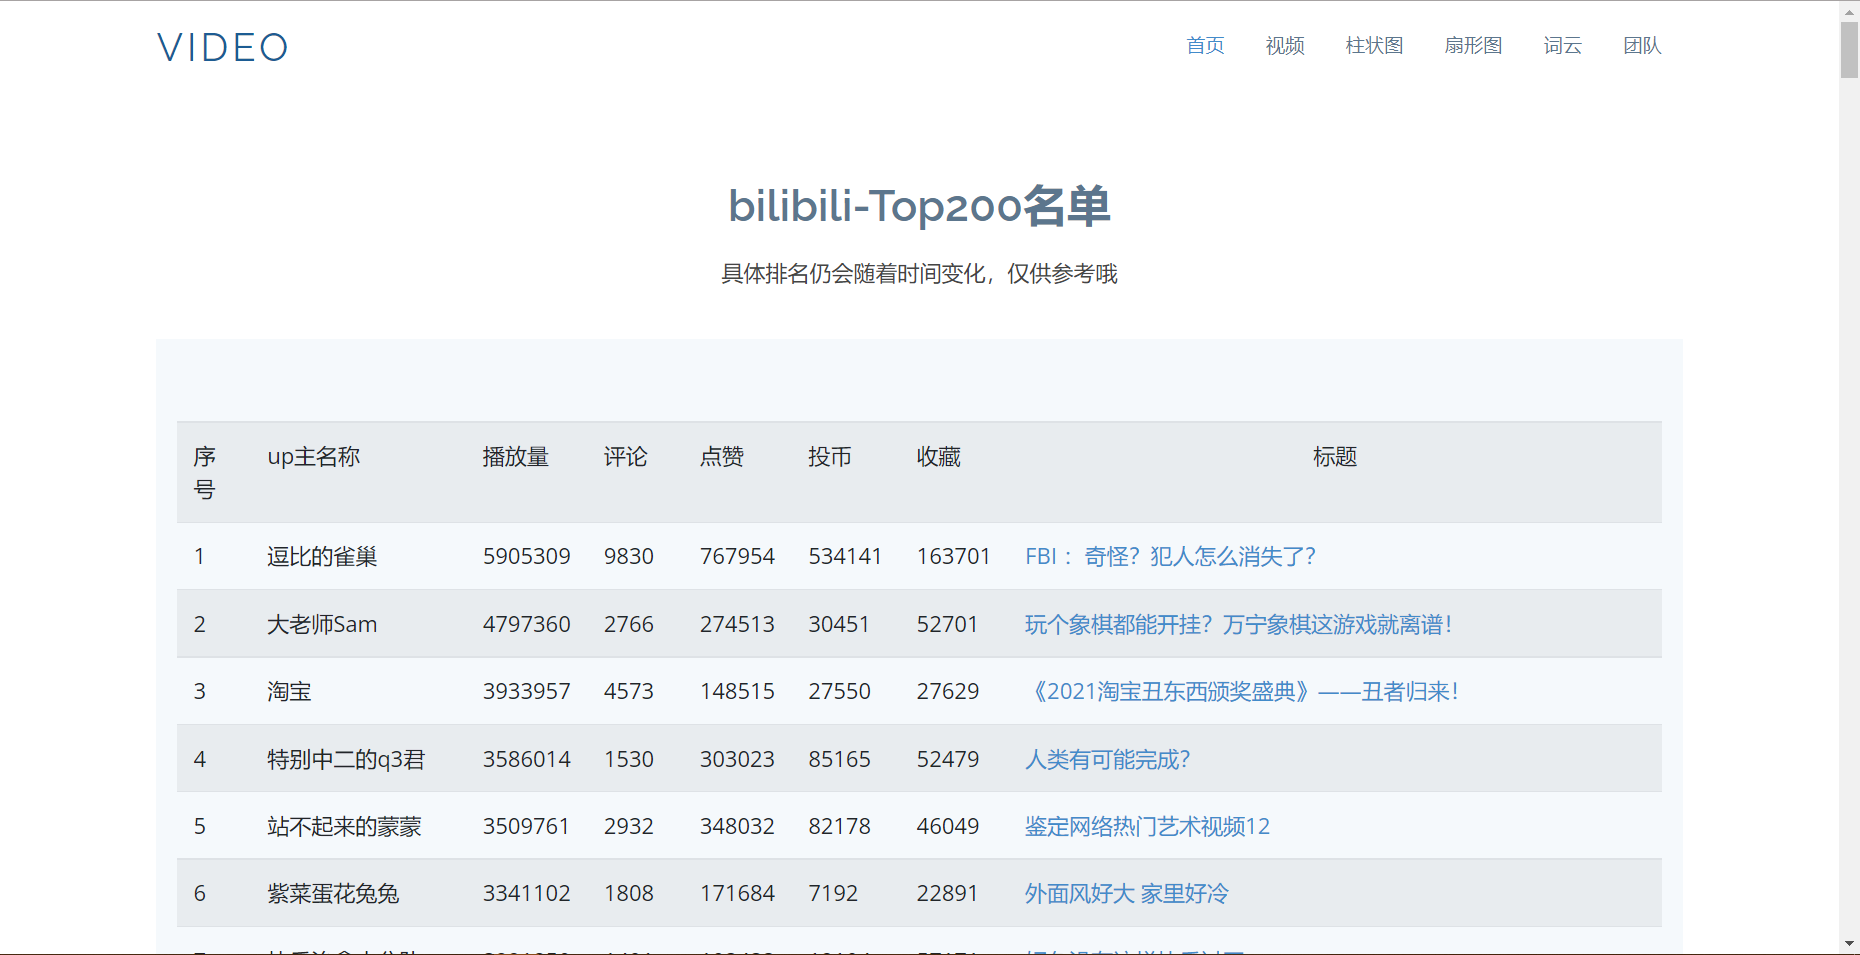 VIDEO 首页 视频 柱状图 扇形图 词云 团队
bilibili-Top200名单
具体排名仍会随着时间变化，仅供参考哦
序号 up主名称 播放量 评论 点赞 投币 收藏 标题
1 逗比的雀巢 5905309 9830 767954 534141 163701 FBI ：奇怪？犯人怎么消失了？
2 大老师Sam 4797360 2766 274513 30451 52701 玩个象棋都能开挂？万宁象棋这游戏就离谱！
3 淘宝 3933957 4573 148515 27550 27629 《2021淘宝丑东西颁奖盛典》——丑者归来！
4 特别中二的q3君 3586014 1530 303023 85165 52479 人类有可能完成？
5 站不起来的蒙蒙 3509761 2932 348032 82178 46049 鉴定网络热门艺术视频12
6 紫菜蛋花兔兔 3341102 1808 171684 7192 22891 外面风好大 家里好冷